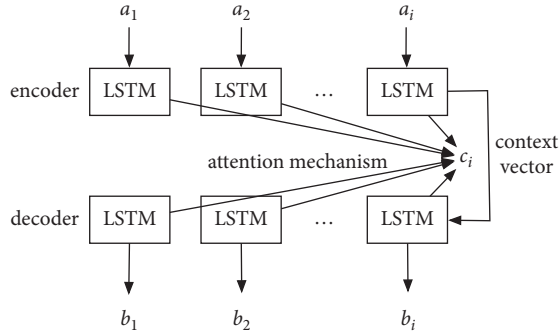 a1 a2 ai
encoder LSTM LSTM … LSTM
attention mechanism ci context
vector
decoder LSTM LSTM … LSTM
b1 b2 bi